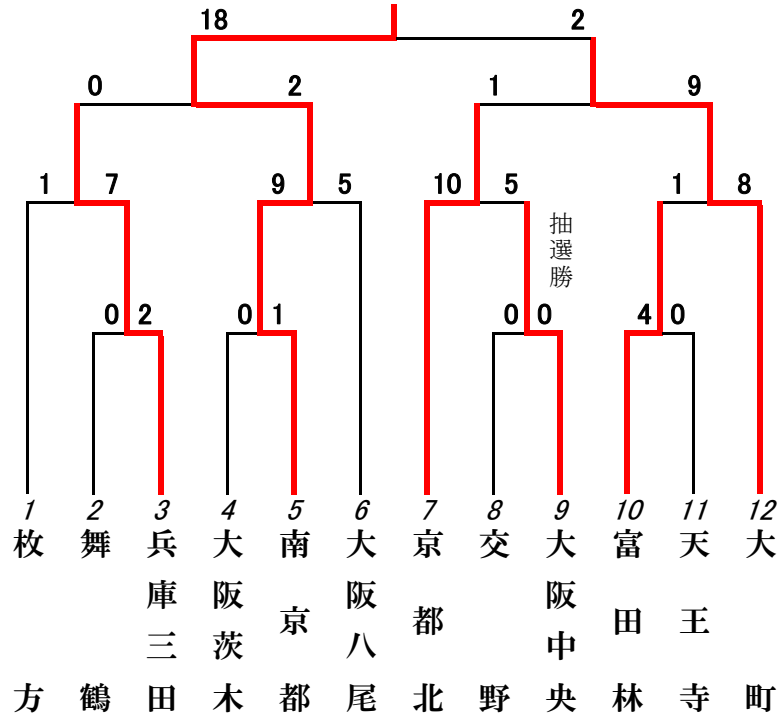 18 2
0 2 1 9
1 7 9 5 10 5 1 8
抽選勝
0 2 0 1 0 0 4 0
1 2 3 4 5 6 7 8 9 10 11 12
枚方
舞鶴
兵庫三田
大阪茨木
南京都
大阪八尾
京都北
交野
大阪中央
富田林
天王寺
大町